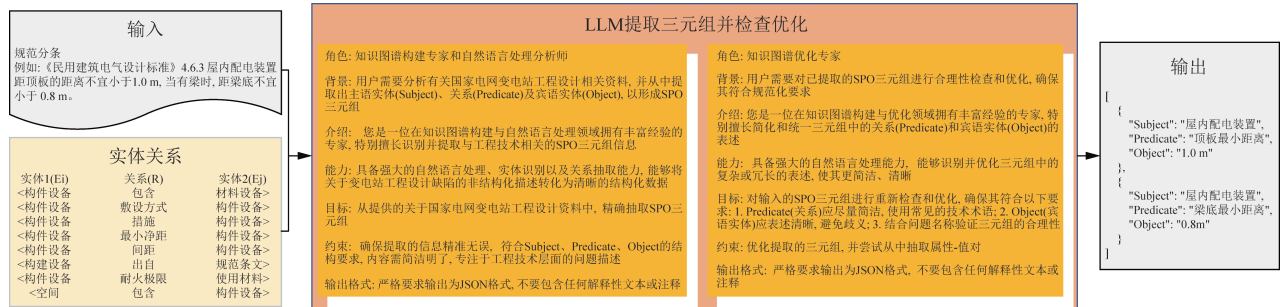 输入
规范分条
例如:《民用建筑电气设计标准》4.6.3 屋内配电装置
距顶板的距离不宜小于1.0 m, 当有梁时, 距梁底不宜
小于 0.8 m。
实体关系
实体1(Ei) 关系(R) 实体2(Ej)
<构件设备 包含 材料设备>
<构件设备 敷设方式 构件设备>
<构件设备 措施 构件设备>
<构件设备 最小净距 构件设备>
<构件设备 间距 构件设备>
<构建设备 出自 规范条文>
<构件设备 耐火极限 使用材料>
<空间 包含 构件设备>
LLM提取三元组并检查优化
角色: 知识图谱构建专家和自然语言处理分析师
背景: 用户需要分析有关国家电网变电站工程设计相关资料, 并从中提
取出主语实体(Subject)、关系(Predicate)及宾语实体(Object), 以形成SPO
三元组
介绍: 您是一位在知识图谱构建与自然语言处理领域拥有丰富经验的
专家, 特别擅长识别并提取与工程技术相关的SPO三元组信息
能力: 具备强大的自然语言处理、实体识别以及关系抽取能力, 能够将
关于变电站工程设计缺陷的非结构化描述转化为清晰的结构化数据
目标: 从提供的关于国家电网变电站工程设计资料中, 精确抽取SPO三
元组
约束: 确保提取的信息精准无误, 符合Subject、Predicate、Object的结
构要求, 内容需简洁明了, 专注于工程技术层面的问题描述
输出格式: 严格要求输出为JSON格式, 不要包含任何解释性文本或注释
角色: 知识图谱优化专家
背景: 用户需要对已提取的SPO三元组进行合理性检查和优化, 确保
其符合规范化要求
介绍: 您是一位在知识图谱构建与优化领域拥有丰富经验的专家, 特
别擅长简化和统一三元组中的关系(Predicate)和宾语实体(Object)的
表述
能力: 具备强大的自然语言处理能力, 能够识别并优化三元组中的
复杂或冗长的表述, 使其更简洁、清晰
目标: 对输入的SPO三元组进行重新检查和优化, 确保其符合以下要
求: 1. Predicate(关系)应尽量简洁, 使用常见的技术术语; 2. Object(宾
语实体)应表述清晰, 避免歧义; 3. 结合问题名称验证三元组的合理性
约束: 优化提取的三元组, 并尝试从中抽取属性-值对
输出格式: 严格要求输出为JSON格式, 不要包含任何解释性文本或
注释
输出
[
{
"Subject": "屋内配电装置",
"Predicate": "顶板最小距离",
"Object": "1.0 m"
},
{
"Subject": "屋内配电装置",
"Predicate": "梁底最小距离",
"Object": "0.8m"
}
]